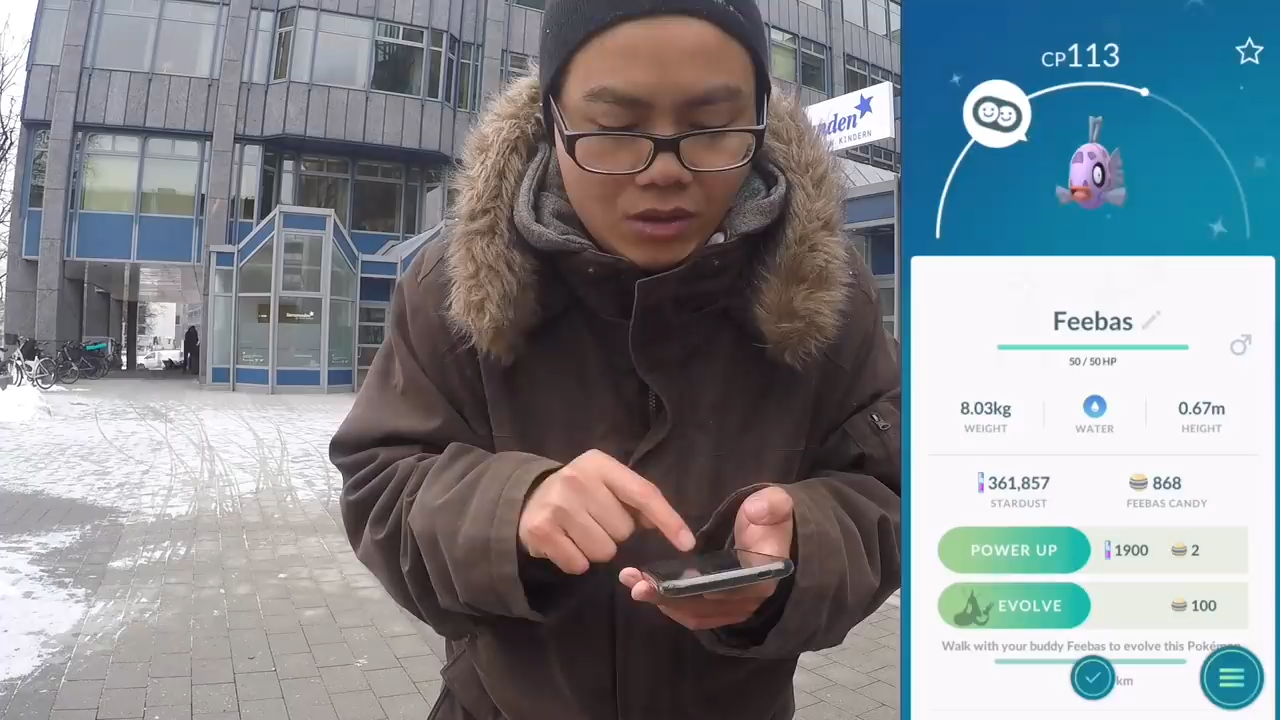 nden
KINDERN
CP113
Feebas
50 / 50 HP
8.03kg
WEIGHT
WATER
0.67m
HEIGHT
361,857
STARDUST
868
FEEBAS CANDY
POWER UP
1900
2
EVOLVE
100
Walk with your buddy Feebas to evolve this Pokémon.
km